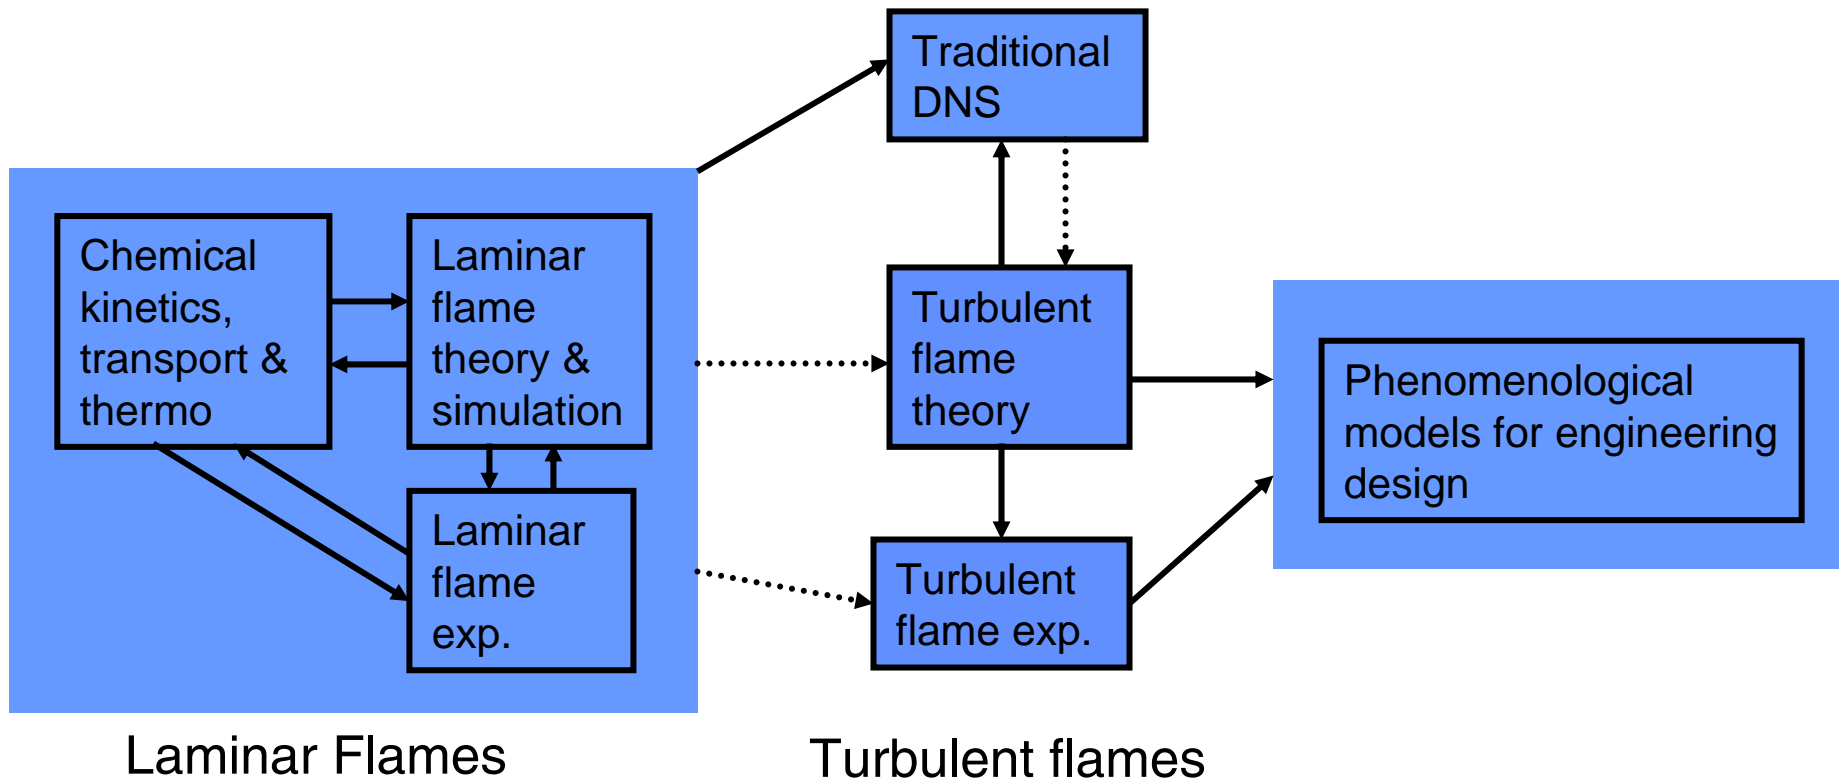 Traditional
DNS
Chemical
kinetics,
transport &
thermo
Laminar
flame
theory &
simulation
Laminar
flame
exp.
Turbulent
flame
theory
Turbulent
flame exp.
Phenomenological
models for engineering
design
Laminar Flames
Turbulent flames